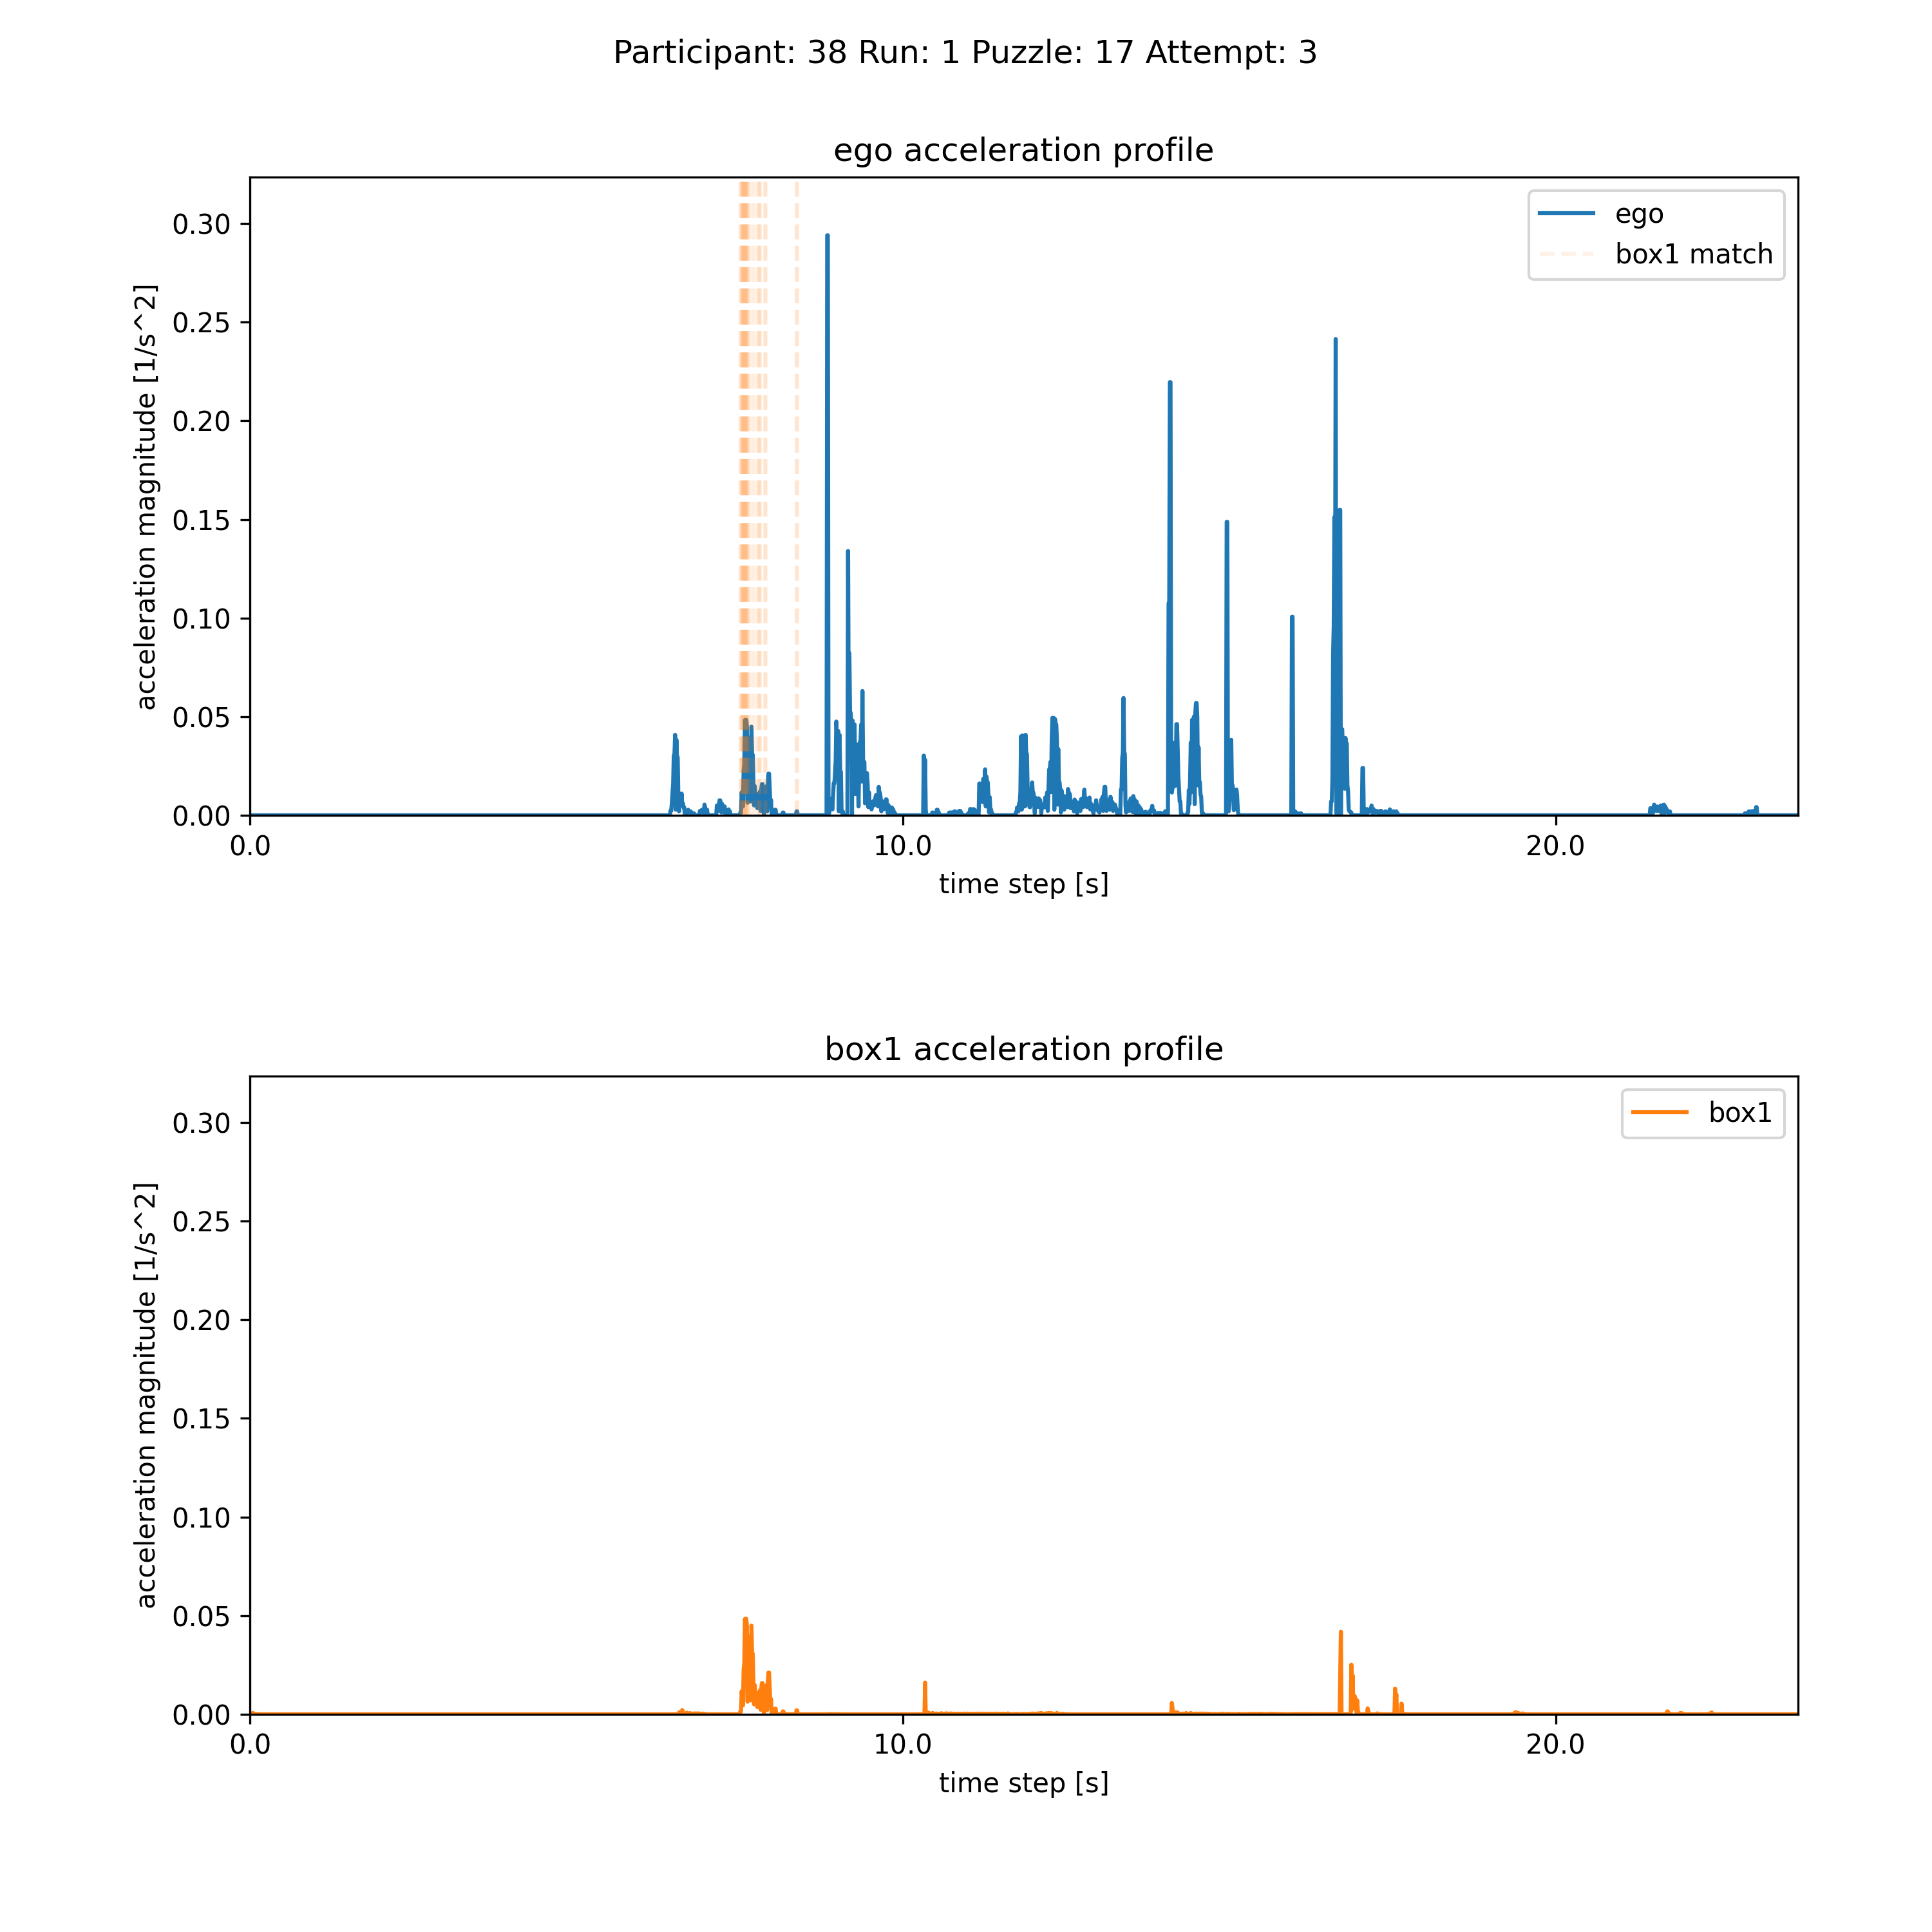 Participant: 38 Run: 1 Puzzle: 17 Attempt: 3
ego acceleration profile
acceleration magnitude [1/s^2]
0.30
0.25
0.20
0.15
0.10
0.05
0.00
ego
box1 match
0.0
10.0
20.0
time step [s]
box1 acceleration profile
acceleration magnitude [1/s^2]
0.30
0.25
0.20
0.15
0.10
0.05
0.00
box1
0.0
10.0
20.0
time step [s]